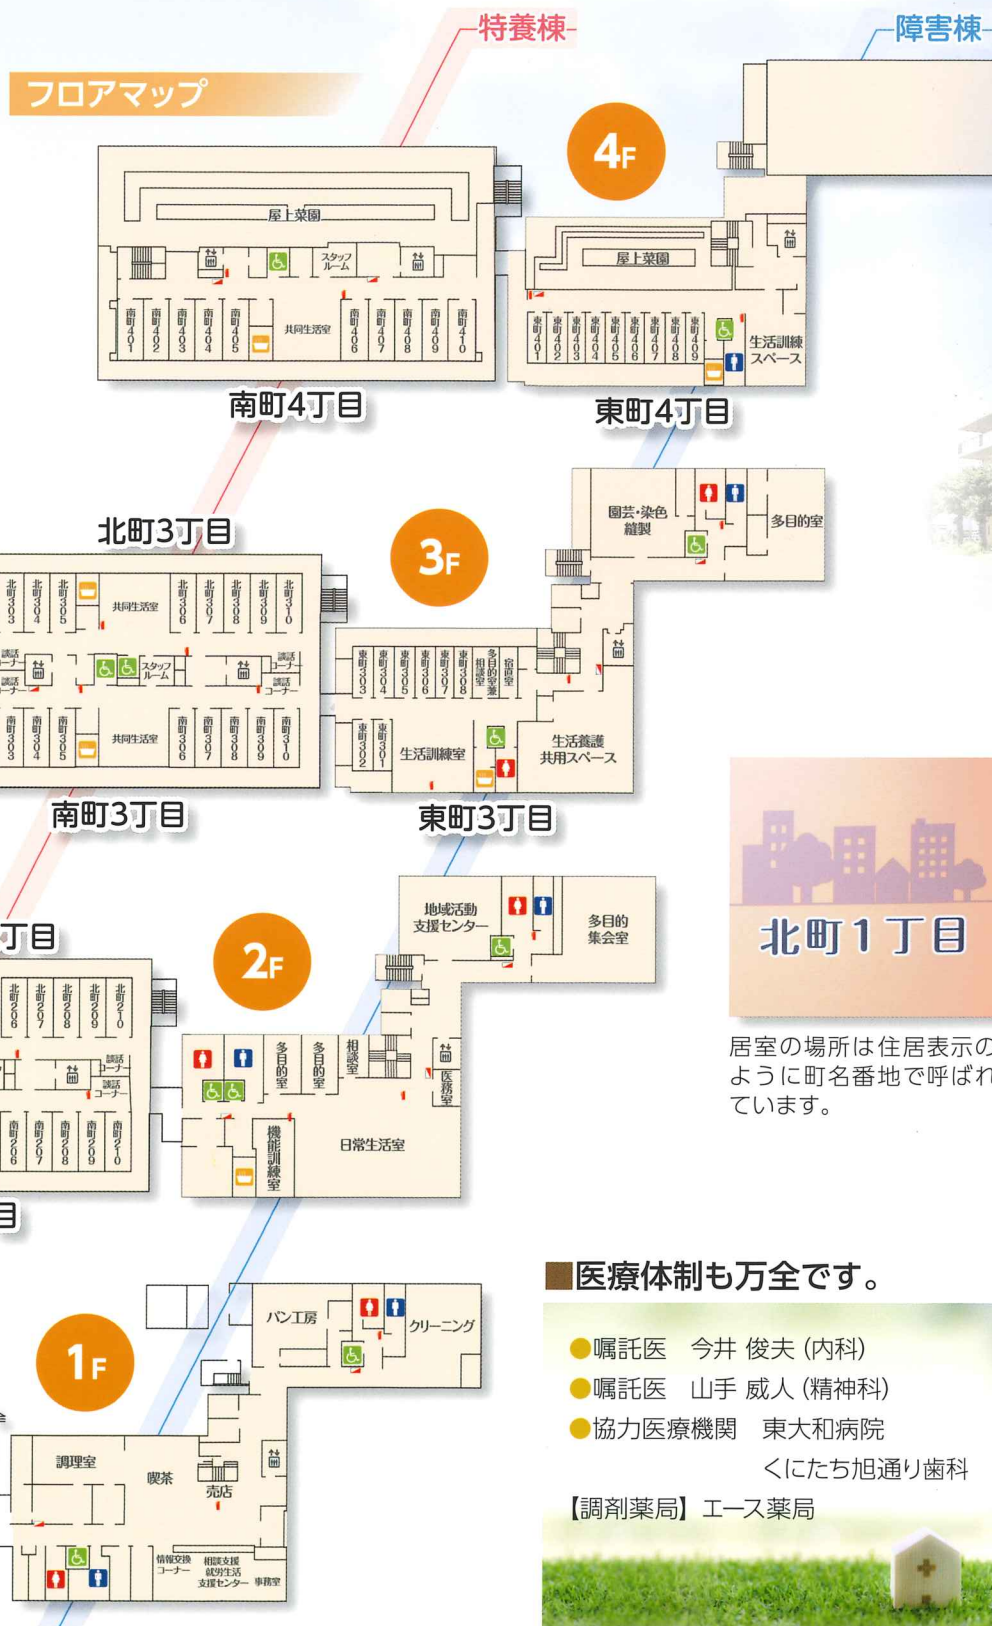 特養棟
障害棟
フロアマップ
4F
屋上菜園
スタッフ
ルーム
南町401
南町402
南町403
南町404
南町405
共同生活室
南町406
南町407
南町408
南町409
南町410
南町4丁目
屋上菜園
東町401
東町402
東町403
東町404
東町405
東町406
東町407
東町408
東町409
生活訓練
スペース
東町4丁目
北町3丁目
3F
北町303
北町304
北町305
共同生活室
北町306
北町307
北町308
北町309
北町310
談話
コーナー
談話
コーナー
スタッフ
ルーム
談話
コーナー
談話
コーナー
南町303
南町304
南町305
共同生活室
南町306
南町307
南町308
南町309
南町310
南町3丁目
園芸・染色
縫製
多目的室
東町303
東町304
東町305
東町306
東町307
東町308
多目的室兼
相談室
宿直室
東町302
東町301
生活訓練室
生活養護
共用スペース
東町3丁目
北町1丁目
居室の場所は住居表示の
ように町名番地で呼ばれ
ています。
丁目
2F
北町206
北町207
北町208
北町209
北町210
談話
コーナー
談話
コーナー
南町206
南町207
南町208
南町209
南町210
目
地域活動
支援センター
多目的
集会室
多目的室
多目的室
相談室
医務室
機能訓練室
日常生活室
1F
パン工房
クリーニング
調理室
喫茶
売店
情報交換
コーナー
相談支援
就労生活
支援センター
事務室
■医療体制も万全です。
●嘱託医 今井 俊夫(内科)
●嘱託医 山手 威人(精神科)
●協力医療機関 東大和病院
くにたち旭通り歯科
【調剤薬局】エース薬局